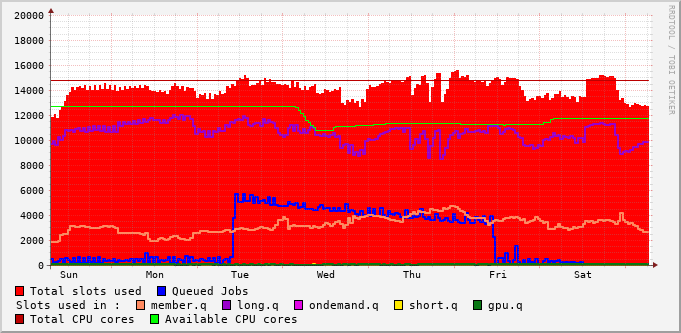 RRDTOOL / TOBI OETIKER
20000
18000
16000
14000
12000
10000
8000
6000
4000
2000
0
Sun Mon Tue Wed Thu Fri Sat
Total slots used Queued Jobs
Slots used in : member.q long.q ondemand.q short.q gpu.q
Total CPU cores Available CPU cores